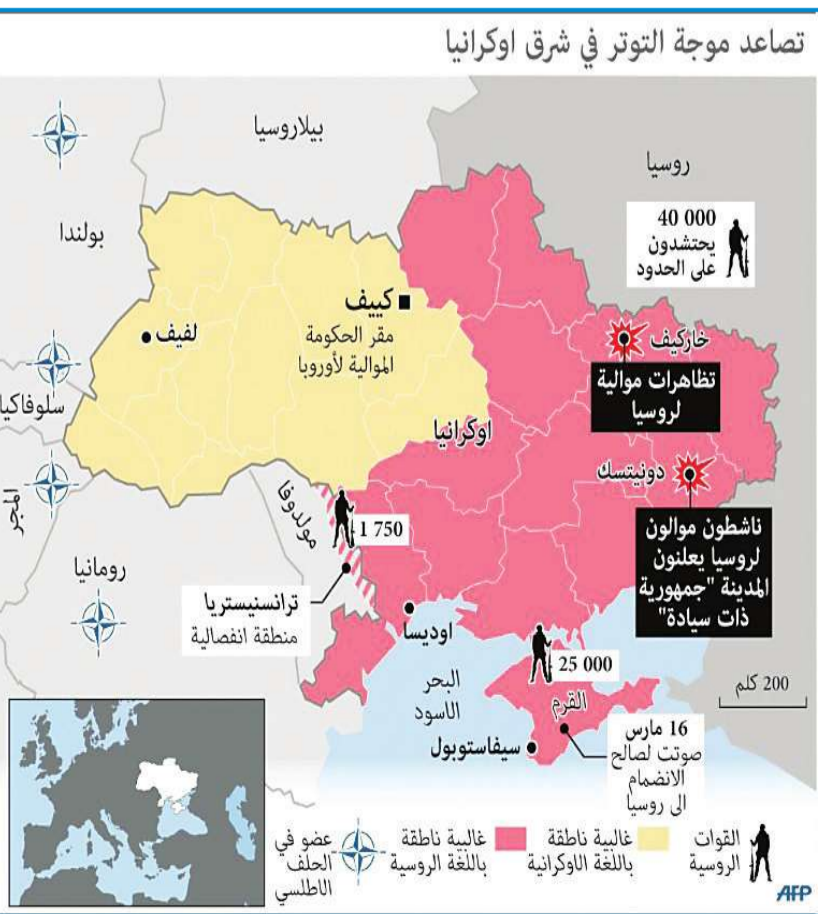 تصاعد موجة التوتر في شرق اوكرانيا
بيلاروسيا
روسيا
بولندا
40 000
يحتشدون
على الحدود
كييف
مقر الحكومة
الموالية لأوروبا
لفيف
خاركيف
تظاهرات موالية
لروسيا
سلوفاكيا
اوكرانيا
دونيتسك
ناشطون موالون
لروسيا يعلنون
المدينة "جمهورية
ذات سيادة"
المجر
مولدوفا
1 750
رومانيا
ترانسنيستريا
منطقة انفصالية
اوديسا
25 000
البحر
الاسود
القرم
200 كلم
16 مارس
صوتت لصالح
الانضمام
الى روسيا
سيفاستوبول
القوات
الروسية
غالبية ناطقة
باللغة الاوكرانية
غالبية ناطقة
باللغة الروسية
عضو في
الحلف
الاطلسي
AFP